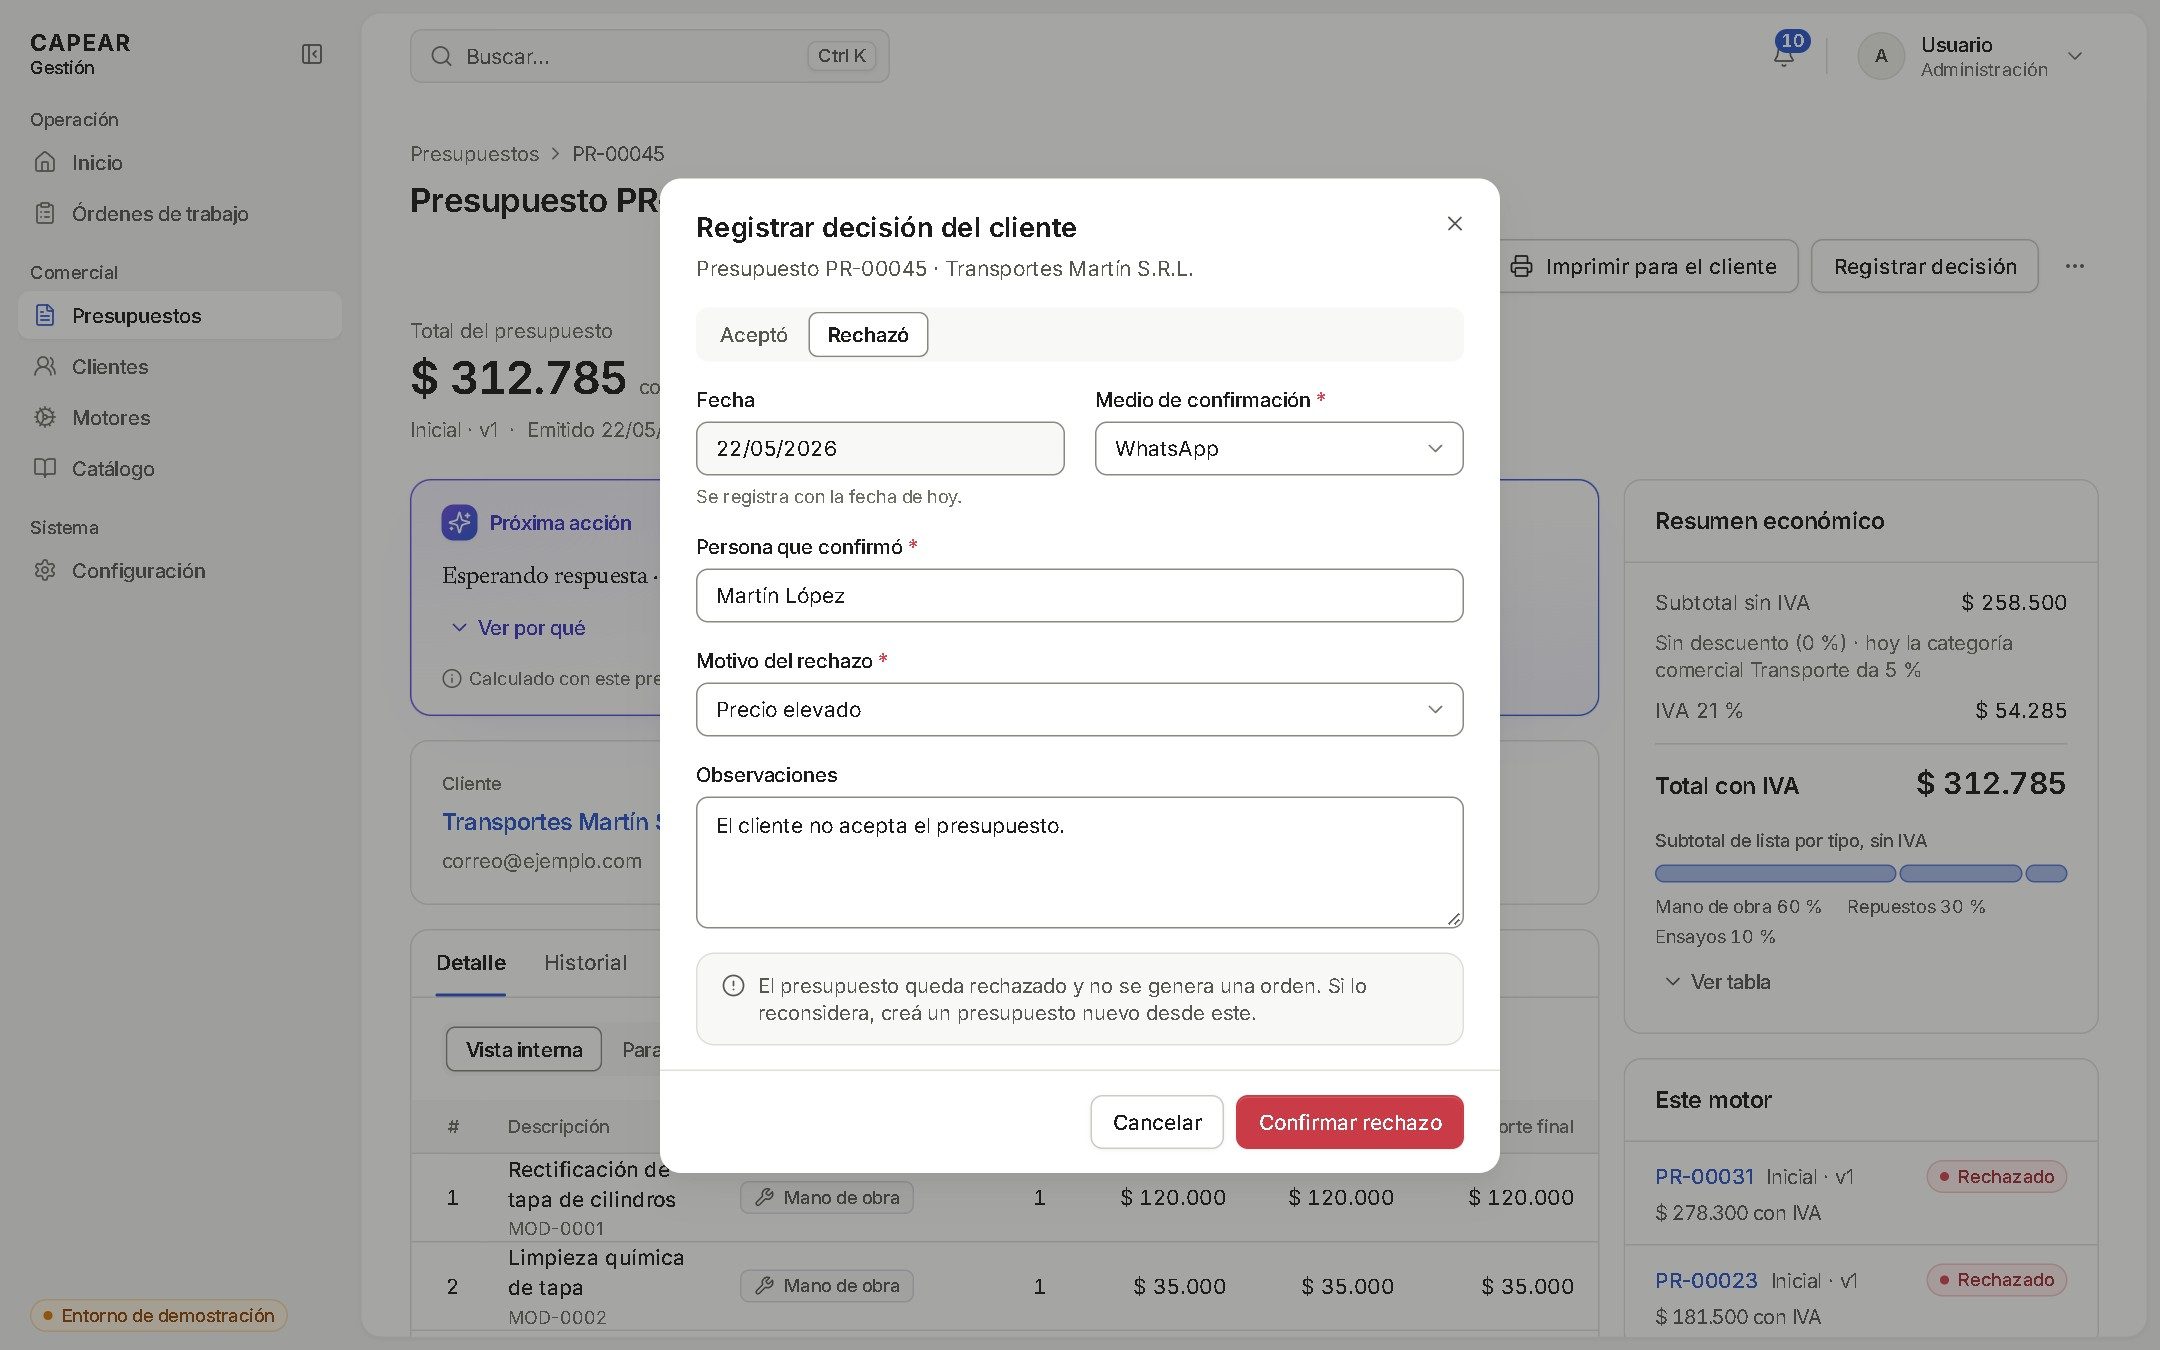 CAPEAR
Gestión
Operación
Inicio
Órdenes de trabajo
Comercial
Presupuestos
Clientes
Motores
Catálogo
Sistema
Configuración
Entorno de demostración
Buscar...
Ctrl K
10
A
Usuario
Administración
Presupuestos > PR-00045
Presupuesto PR-
Imprimir para el cliente
Registrar decisión
Total del presupuesto
$ 312.785
Inicial · v1 · Emitido 22/05/
Próxima acción
Esperando respuesta ·
Ver por qué
Calculado con este pre
Cliente
Transportes Martín S
correo@ejemplo.com
Detalle
Historial
Vista interna
Para
# Descripción
orte final
1 Rectificación de tapa de cilindros MOD-0001 Mano de obra 1 $ 120.000 $ 120.000 $ 120.000
2 Limpieza química de tapa MOD-0002 Mano de obra 1 $ 35.000 $ 35.000 $ 35.000
Registrar decisión del cliente
Presupuesto PR-00045 · Transportes Martín S.R.L.
Aceptó
Rechazó
Fecha
22/05/2026
Se registra con la fecha de hoy.
Medio de confirmación *
WhatsApp
Persona que confirmó *
Martín López
Motivo del rechazo *
Precio elevado
Observaciones
El cliente no acepta el presupuesto.
El presupuesto queda rechazado y no se genera una orden. Si lo
reconsidera, creá un presupuesto nuevo desde este.
Cancelar
Confirmar rechazo
Resumen económico
Subtotal sin IVA $ 258.500
Sin descuento (0 %) · hoy la categoría
comercial Transporte da 5 %
IVA 21 % $ 54.285
Total con IVA $ 312.785
Subtotal de lista por tipo, sin IVA
Mano de obra 60 % Repuestos 30 %
Ensayos 10 %
Ver tabla
Este motor
PR-00031 Inicial · v1 Rechazado
$ 278.300 con IVA
PR-00023 Inicial · v1 Rechazado
$ 181.500 con IVA